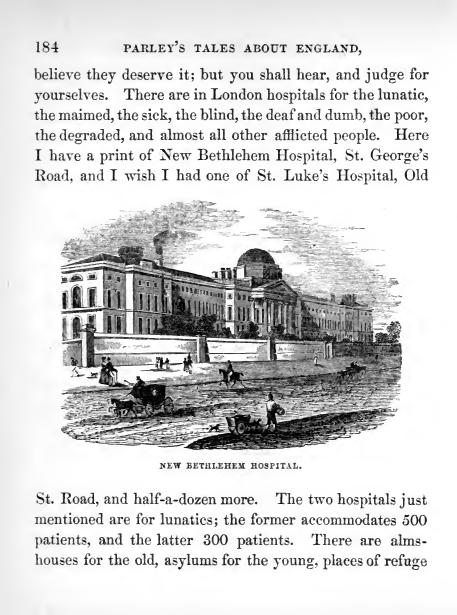 184 PARLEY'S TALES ABOUT ENGLAND,
believe they deserve it; but you shall hear, and judge for
yourselves. There are in London hospitals for the lunatic,
the maimed, the sick, the blind, the deaf and dumb, the poor,
the degraded, and almost all other afflicted people. Here
I have a print of New Bethlehem Hospital, St. George's
Road, and I wish I had one of St. Luke's Hospital, Old
NEW BETHLEHEM HOSPITAL.
St. Road, and half-a-dozen more. The two hospitals just
mentioned are for lunatics; the former accommodates 500
patients, and the latter 300 patients. There are alms-
houses for the old, asylums for the young, places of refuge